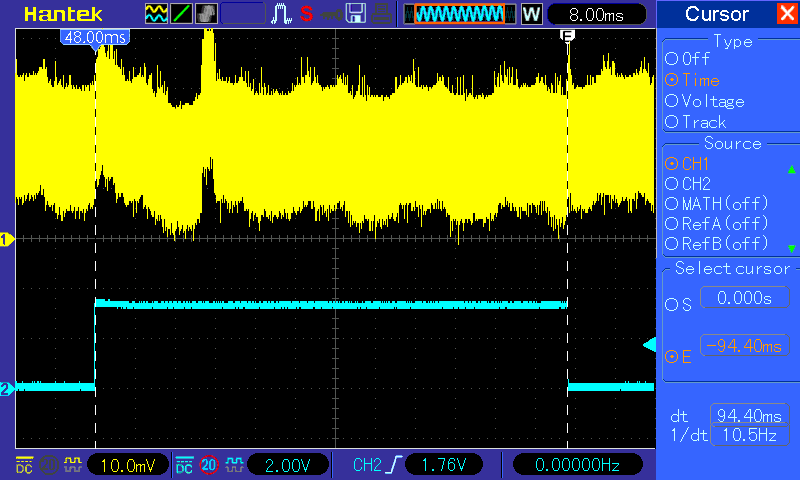 Hantek
S
W
8.00ms
Cursor
48.00ms
E
Type
Off
Time
Voltage
Track
Source
CH1
CH2
MATH(off)
RefA(off)
RefB(off)
Select cursor
S 0.000s
E -94.40ms
dt 94.40ms
1/dt 10.5Hz
1
2
DC 20 10.0mV DC 20 2.00V CH2 1.76V 0.00000Hz